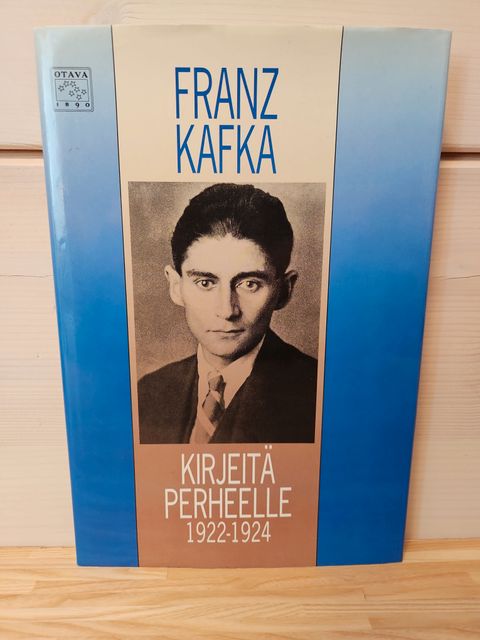 OTAVA
1890
FRANZ
KAFKA
KIRJEITÄ
PERHEELLE
1922-1924